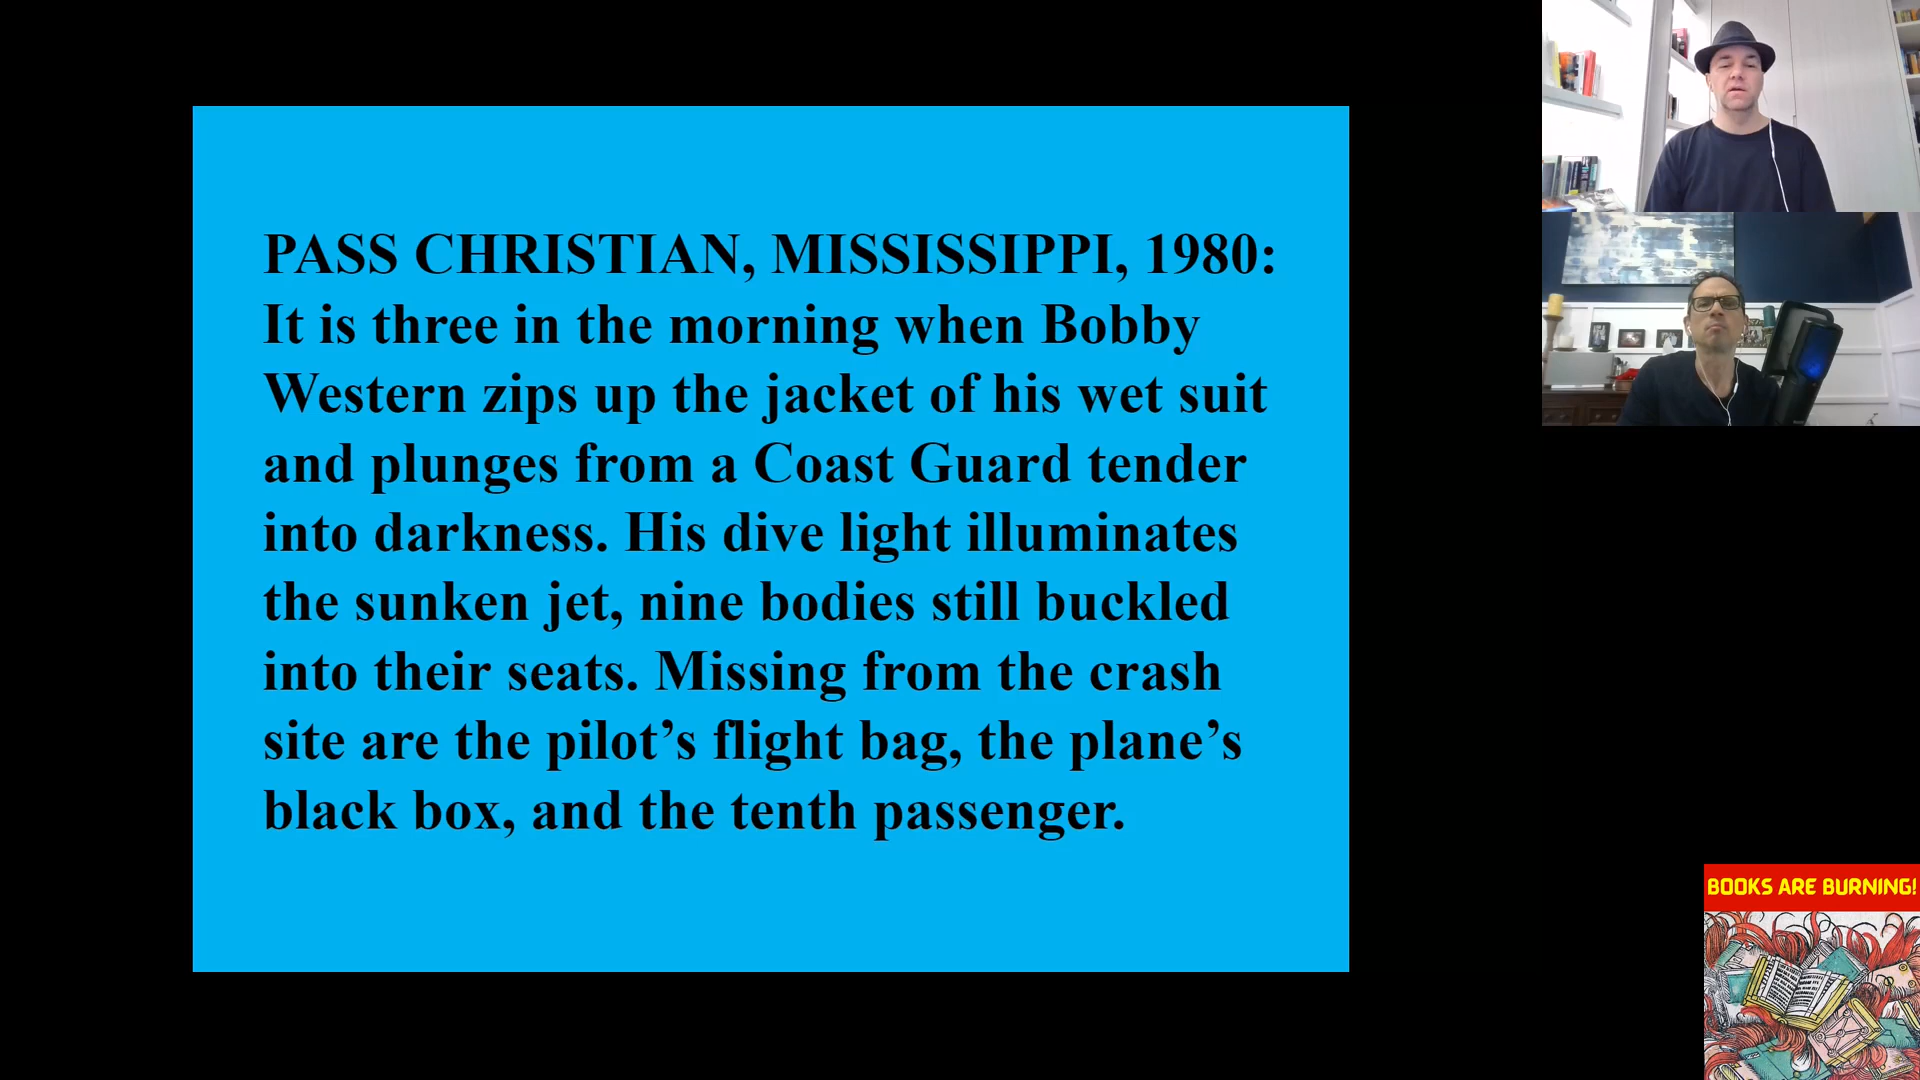 PASS CHRISTIAN, MISSISSIPPI, 1980:
It is three in the morning when Bobby
Western zips up the jacket of his wet suit
and plunges from a Coast Guard tender
into darkness. His dive light illuminates
the sunken jet, nine bodies still buckled
into their seats. Missing from the crash
site are the pilot’s flight bag, the plane’s
black box, and the tenth passenger.
BOOKS ARE BURNING!